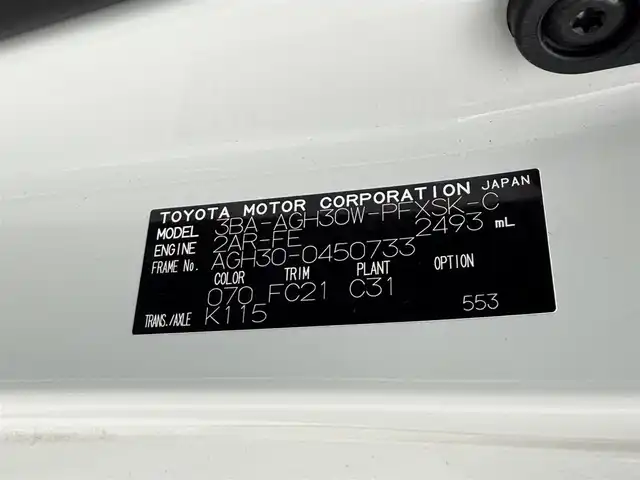 TOYOTA MOTOR CORPORATION JAPAN
MODEL 3BA-AGH30W-PFXSK-C
ENGINE 2AR-FE 2493 mL
FRAME No. AGH30-0450733
COLOR TRIM PLANT OPTION
070 FC21 C31
TRANS./AXLE K115 553